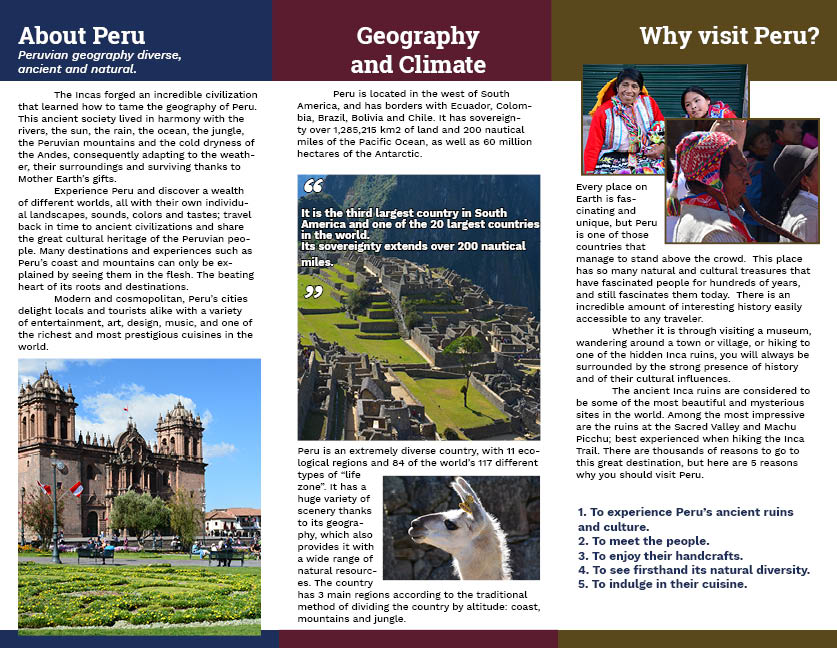 About Peru
Peruvian geography diverse,
ancient and natural.
The Incas forged an incredible civilization
that learned how to tame the geography of Peru.
This ancient society lived in harmony with the
rivers, the sun, the rain, the ocean, the jungle,
the Peruvian mountains and the cold dryness of
the Andes, consequently adapting to the weath-
er, their surroundings and surviving thanks to
Mother Earth's gifts.
Experience Peru and discover a wealth
of different worlds, all with their own individu-
al landscapes, sounds, colors and tastes; travel
back in time to ancient civilizations and share
the great cultural heritage of the Peruvian peo-
ple. Many destinations and experiences such as
Peru's coast and mountains can only be ex-
plained by seeing them in the flesh. The beating
heart of its roots and destinations.
Modern and cosmopolitan, Peru's cities
delight locals and tourists alike with a variety
of entertainment, art, design, music, and one of
the richest and most prestigious cuisines in the
world.
Geography
and Climate
Peru is located in the west of South
America, and has borders with Ecuador, Colom-
bia, Brazil, Bolivia and Chile. It has sovereign-
ty over 1,285,215 km2 of land and 200 nautical
miles of the Pacific Ocean, as well as 60 million
hectares of the Antarctic.
“
It is the third largest country in South
America and one of the 20 largest countries
in the world.
Its sovereignty extends over 200 nautical
miles.
”
Peru is an extremely diverse country, with 11 eco-
logical regions and 84 of the world's 117 different
types of “life
zone”. It has a
huge variety of
scenery thanks
to its geogra-
phy, which also
provides it with
a wide range of
natural resourc-
es. The country
has 3 main regions according to the traditional
method of dividing the country by altitude: coast,
mountains and jungle.
Why visit Peru?
Every place on
Earth is fas-
cinating and
unique, but Peru
is one of those
countries that
manage to stand above the crowd. This place
has so many natural and cultural treasures that
have fascinated people for hundreds of years,
and still fascinates them today. There is an
incredible amount of interesting history easily
accessible to any traveler.
Whether it is through visiting a museum,
wandering around a town or village, or hiking to
one of the hidden Inca ruins, you will always be
surrounded by the strong presence of history
and of their cultural influences.
The ancient Inca ruins are considered to
be some of the most beautiful and mysterious
sites in the world. Among the most impressive
are the ruins at the Sacred Valley and Machu
Picchu; best experienced when hiking the Inca
Trail. There are thousands of reasons to go to
this great destination, but here are 5 reasons
why you should visit Peru.
1. To experience Peru's ancient ruins
and culture.
2. To meet the people.
3. To enjoy their handcrafts.
4. To see firsthand its natural diversity.
5. To indulge in their cuisine.